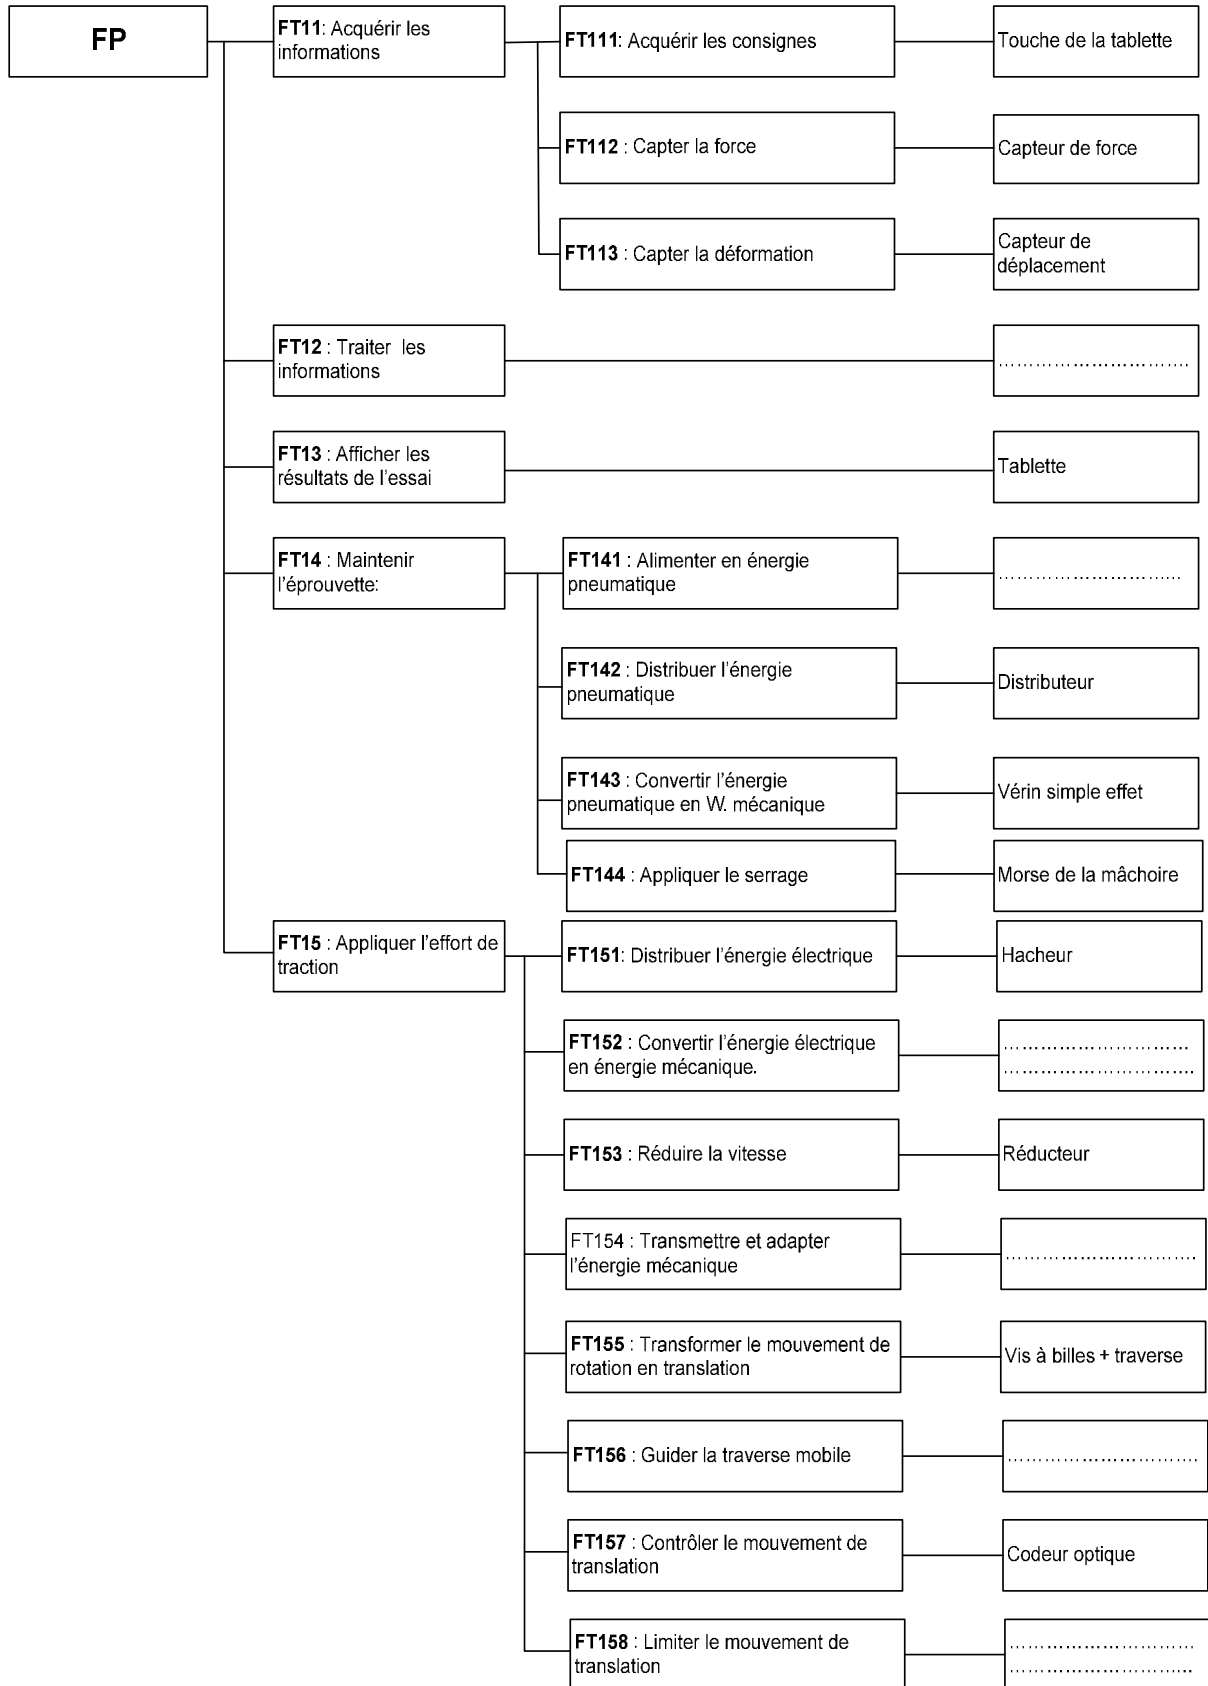 FP
FT11: Acquérir les
informations
FT111: Acquérir les consignes
Touche de la tablette
FT112 : Capter la force
Capteur de force
FT113 : Capter la déformation
Capteur de
déplacement
FT12 : Traiter les
informations
……………………………
FT13 : Afficher les
résultats de l'essai
Tablette
FT14 : Maintenir
l'éprouvette:
FT141 : Alimenter en énergie
pneumatique
…………………………
FT142 : Distribuer l'énergie
pneumatique
Distributeur
FT143 : Convertir l'énergie
pneumatique en W. mécanique
Vérin simple effet
FT144 : Appliquer le serrage
Morse de la mâchoire
FT15 : Appliquer l'effort de
traction
FT151: Distribuer l'énergie électrique
Hacheur
FT152 : Convertir l'énergie électrique
en énergie mécanique.
…………………………
………………………….
FT153 : Réduire la vitesse
Réducteur
FT154 : Transmettre et adapter
l'énergie mécanique
………………………….
FT155 : Transformer le mouvement de
rotation en translation
Vis à billes + traverse
FT156 : Guider la traverse mobile
………………………….
FT157 : Contrôler le mouvement de
translation
Codeur optique
FT158 : Limiter le mouvement de
translation
…………………………
………………………..